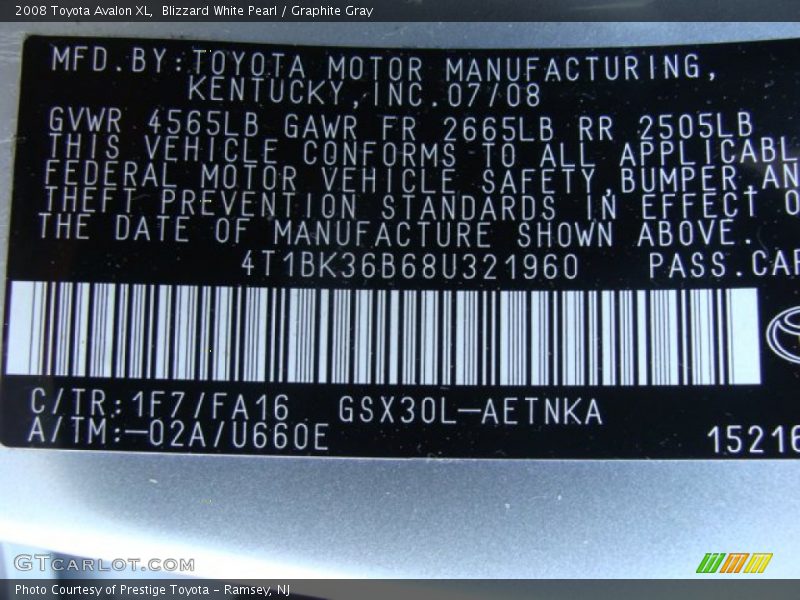 2008 Toyota Avalon XL, Blizzard White Pearl / Graphite Gray
MFD.BY:TOYOTA MOTOR MANUFACTURING,
KENTUCKY,INC.07/08
GVWR 4565LB GAWR FR 2665LB RR 2505LB
THIS VEHICLE CONFORMS TO ALL APPLICABL
FEDERAL MOTOR VEHICLE SAFETY,BUMPER,AN
THEFT PREVENTION STANDARDS IN EFFECT O
THE DATE OF MANUFACTURE SHOWN ABOVE.
4T1BK36B68U321960 PASS.CAR
C/TR:1F7/FA16 GSX30L-AETNKA
A/TM:-02A/U660E
15216
GTCARLOT.COM
Photo Courtesy of Prestige Toyota - Ramsey, NJ